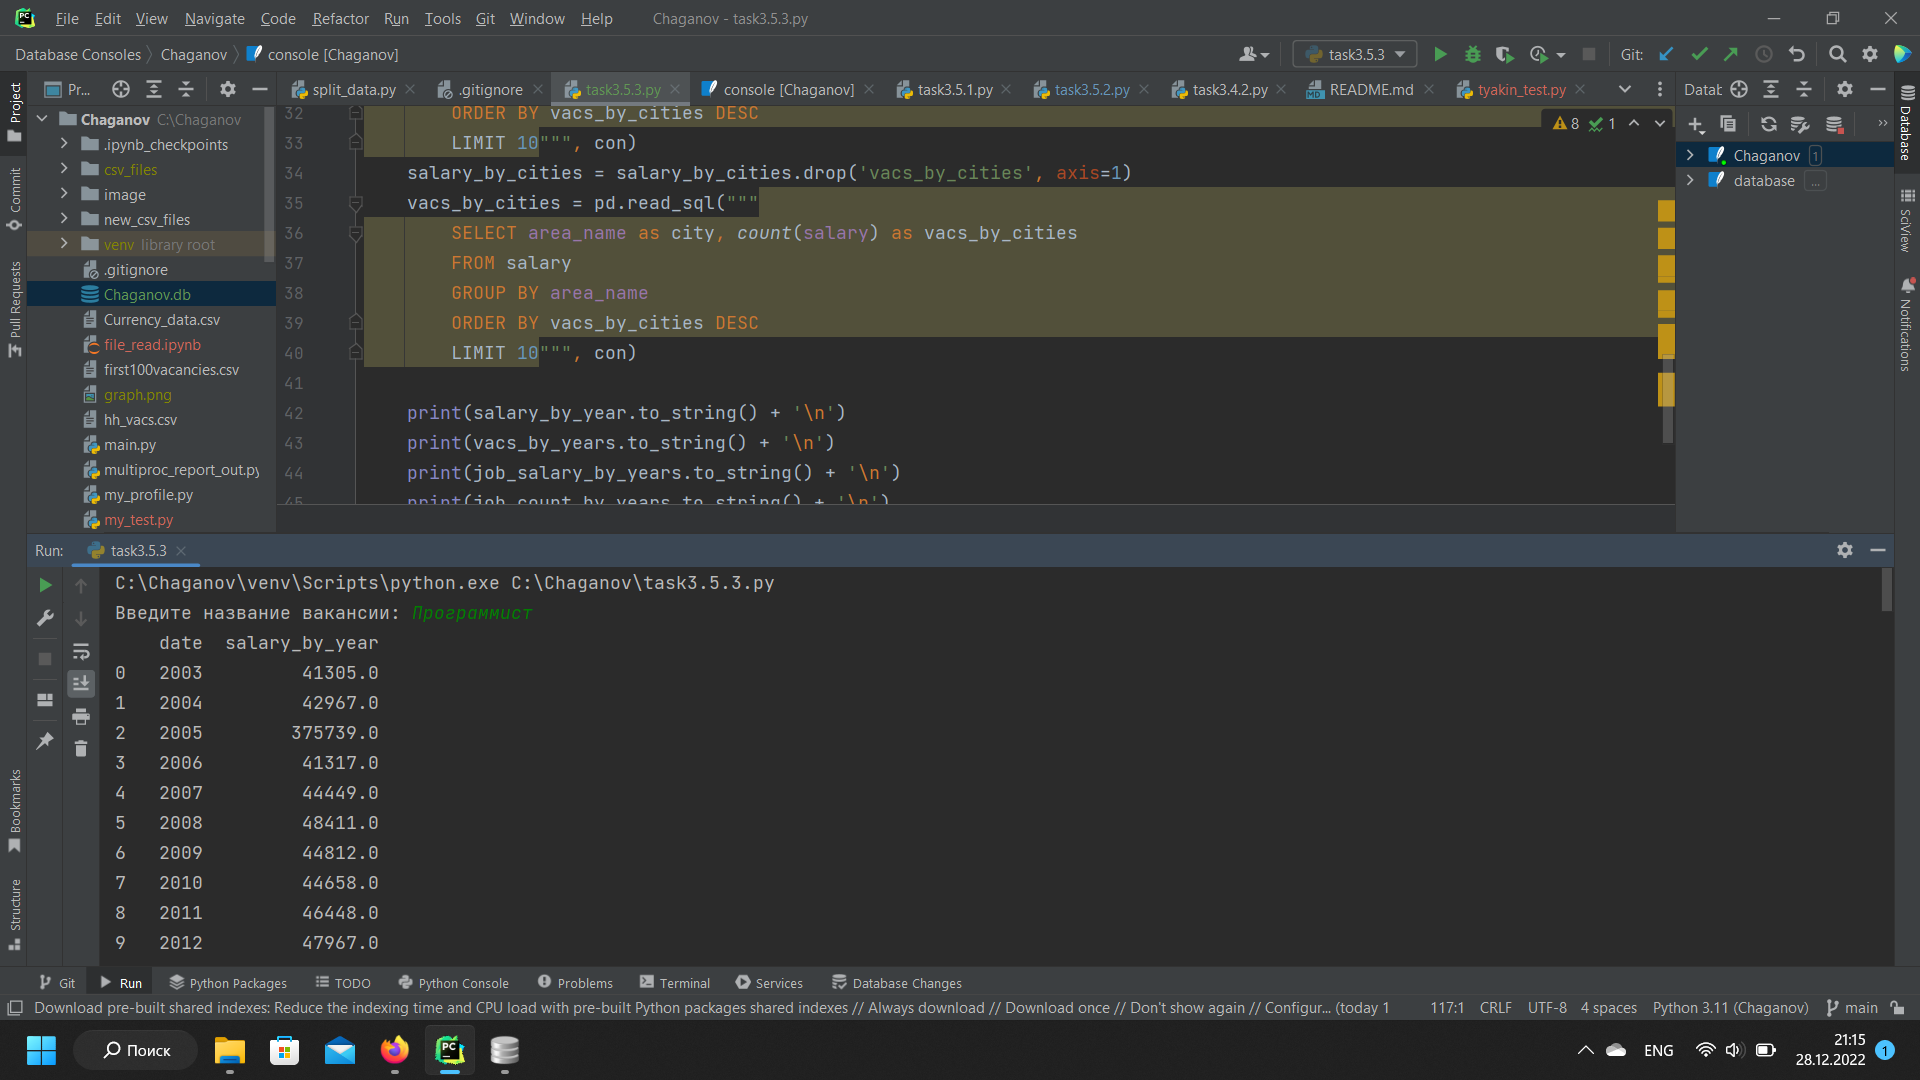 File Edit View Navigate Code Refactor Run Tools Git Window Help Chaganov - task3.5.3.py
Database Consoles Chaganov console [Chaganov] task3.5.3 Git:
Pr... split_data.py .gitignore task3.5.3.py console [Chaganov] task3.5.1.py task3.5.2.py task3.4.2.py README.md tyakin_test.py Datab
Project
Commit
Pull Requests
Bookmarks
Structure
Chaganov C:\Chaganov
.ipynb_checkpoints
csv_files
image
new_csv_files
venv library root
.gitignore
Chaganov.db
Currency_data.csv
file_read.ipynb
first100vacancies.csv
graph.png
hh_vacs.csv
main.py
multiproc_report_out.py
my_profile.py
my_test.py
32 ORDER BY vacs_by_cities DESC
33 LIMIT 10""", con)
34 salary_by_cities = salary_by_cities.drop('vacs_by_cities', axis=1)
35 vacs_by_cities = pd.read_sql("""
36 SELECT area_name as city, count(salary) as vacs_by_cities
37 FROM salary
38 GROUP BY area_name
39 ORDER BY vacs_by_cities DESC
40 LIMIT 10""", con)
41
42 print(salary_by_year.to_string() + '\n')
43 print(vacs_by_years.to_string() + '\n')
44 print(job_salary_by_years.to_string() + '\n')
45 print(job_count_by_years.to_string() + '\n')
8 1
Chaganov 1
database ...
Database
SciView
Notifications
Run: task3.5.3
C:\Chaganov\venv\Scripts\python.exe C:\Chaganov\task3.5.3.py
Введите название вакансии: Программист
date salary_by_year
0 2003 41305.0
1 2004 42967.0
2 2005 375739.0
3 2006 41317.0
4 2007 44449.0
5 2008 48411.0
6 2009 44812.0
7 2010 44658.0
8 2011 46448.0
9 2012 47967.0
Git Run Python Packages TODO Python Console Problems Terminal Services Database Changes
Download pre-built shared indexes: Reduce the indexing time and CPU load with pre-built Python packages shared indexes // Always download // Download once // Don't show again // Configur... (today 1 117:1 CRLF UTF-8 4 spaces Python 3.11 (Chaganov) main
Поиск PC ENG 21:15
28.12.2022 1